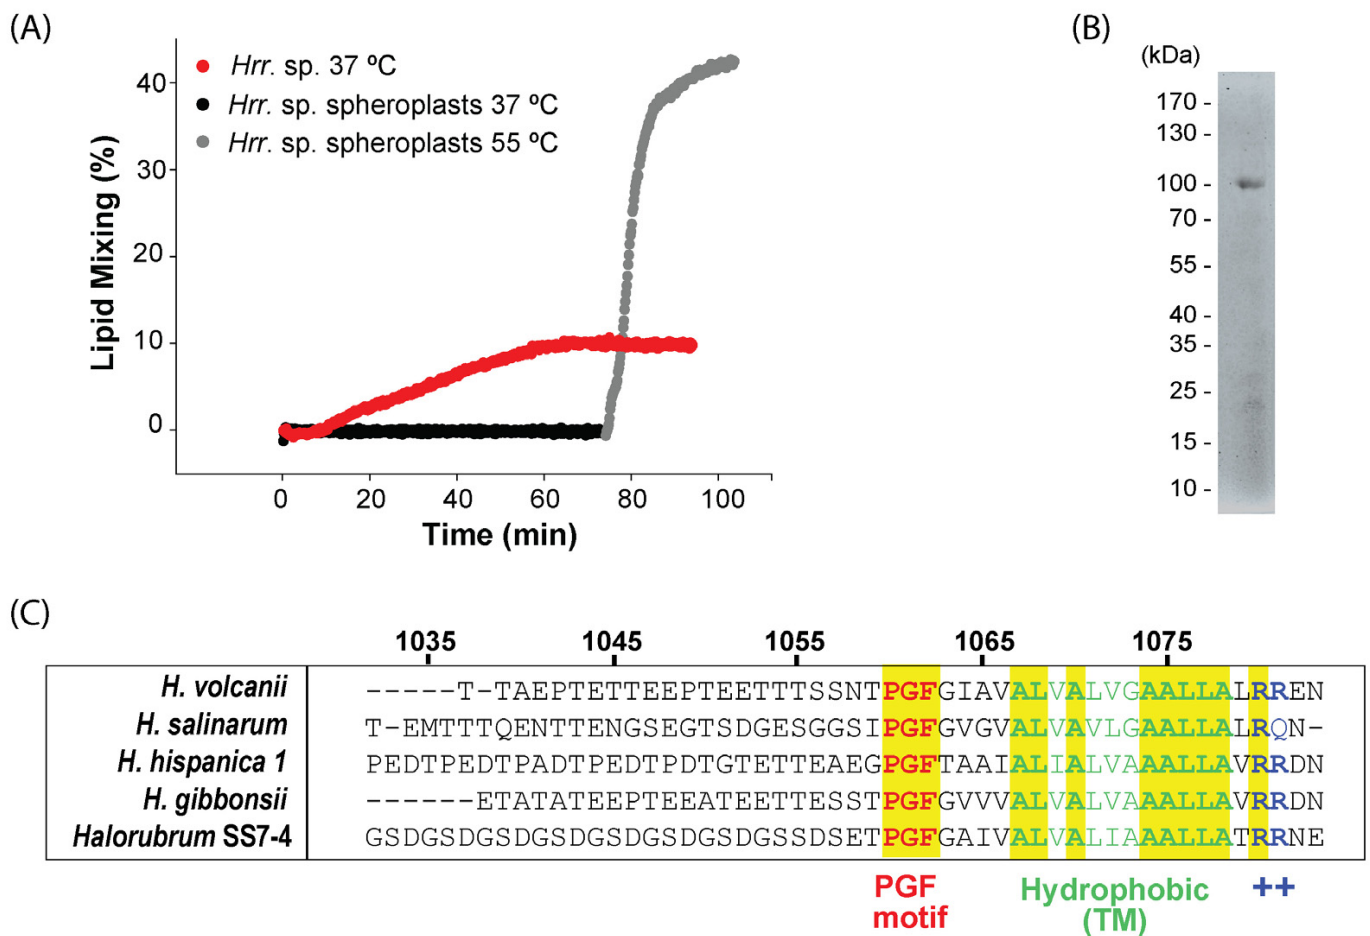 (A)
Hrr. sp. 37 ºC
Hrr. sp. spheroplasts 37 ºC
Hrr. sp. spheroplasts 55 ºC
Lipid Mixing (%)
40
30
20
10
0
0 20 40 60 80 100
Time (min)
(B)
(kDa)
170 -
130 -
100 -
70 -
55 -
40 -
35 -
25 -
15 -
10 -
(C)
1035 1045 1055 1065 1075
H. volcanii -----T-TAEPTETTEEPTEETTTSSNTPGFGIAVALVALVGAALLALRREN
H. salinarum T-EMTTTQENTTENGSEGTSDGESGGSIPGFGVGVALVAVLGAALLALRQN-
H. hispanica 1 PEDTPEDTPADTPEDTPDTGTETTEAEGPGFTAAIALIALVAAALLAVRRDN
H. gibbonsii ------ETATATEEPTEEATEETTESSTPGFGVVVALVALVAAALLAVRRDN
Halorubrum SS7-4 GSDGSDGSDGSDGSDGSDGSSDSETPGFGAIVALVALIAAALLATRRNE
PGF
motif
Hydrophobic
(TM)
++